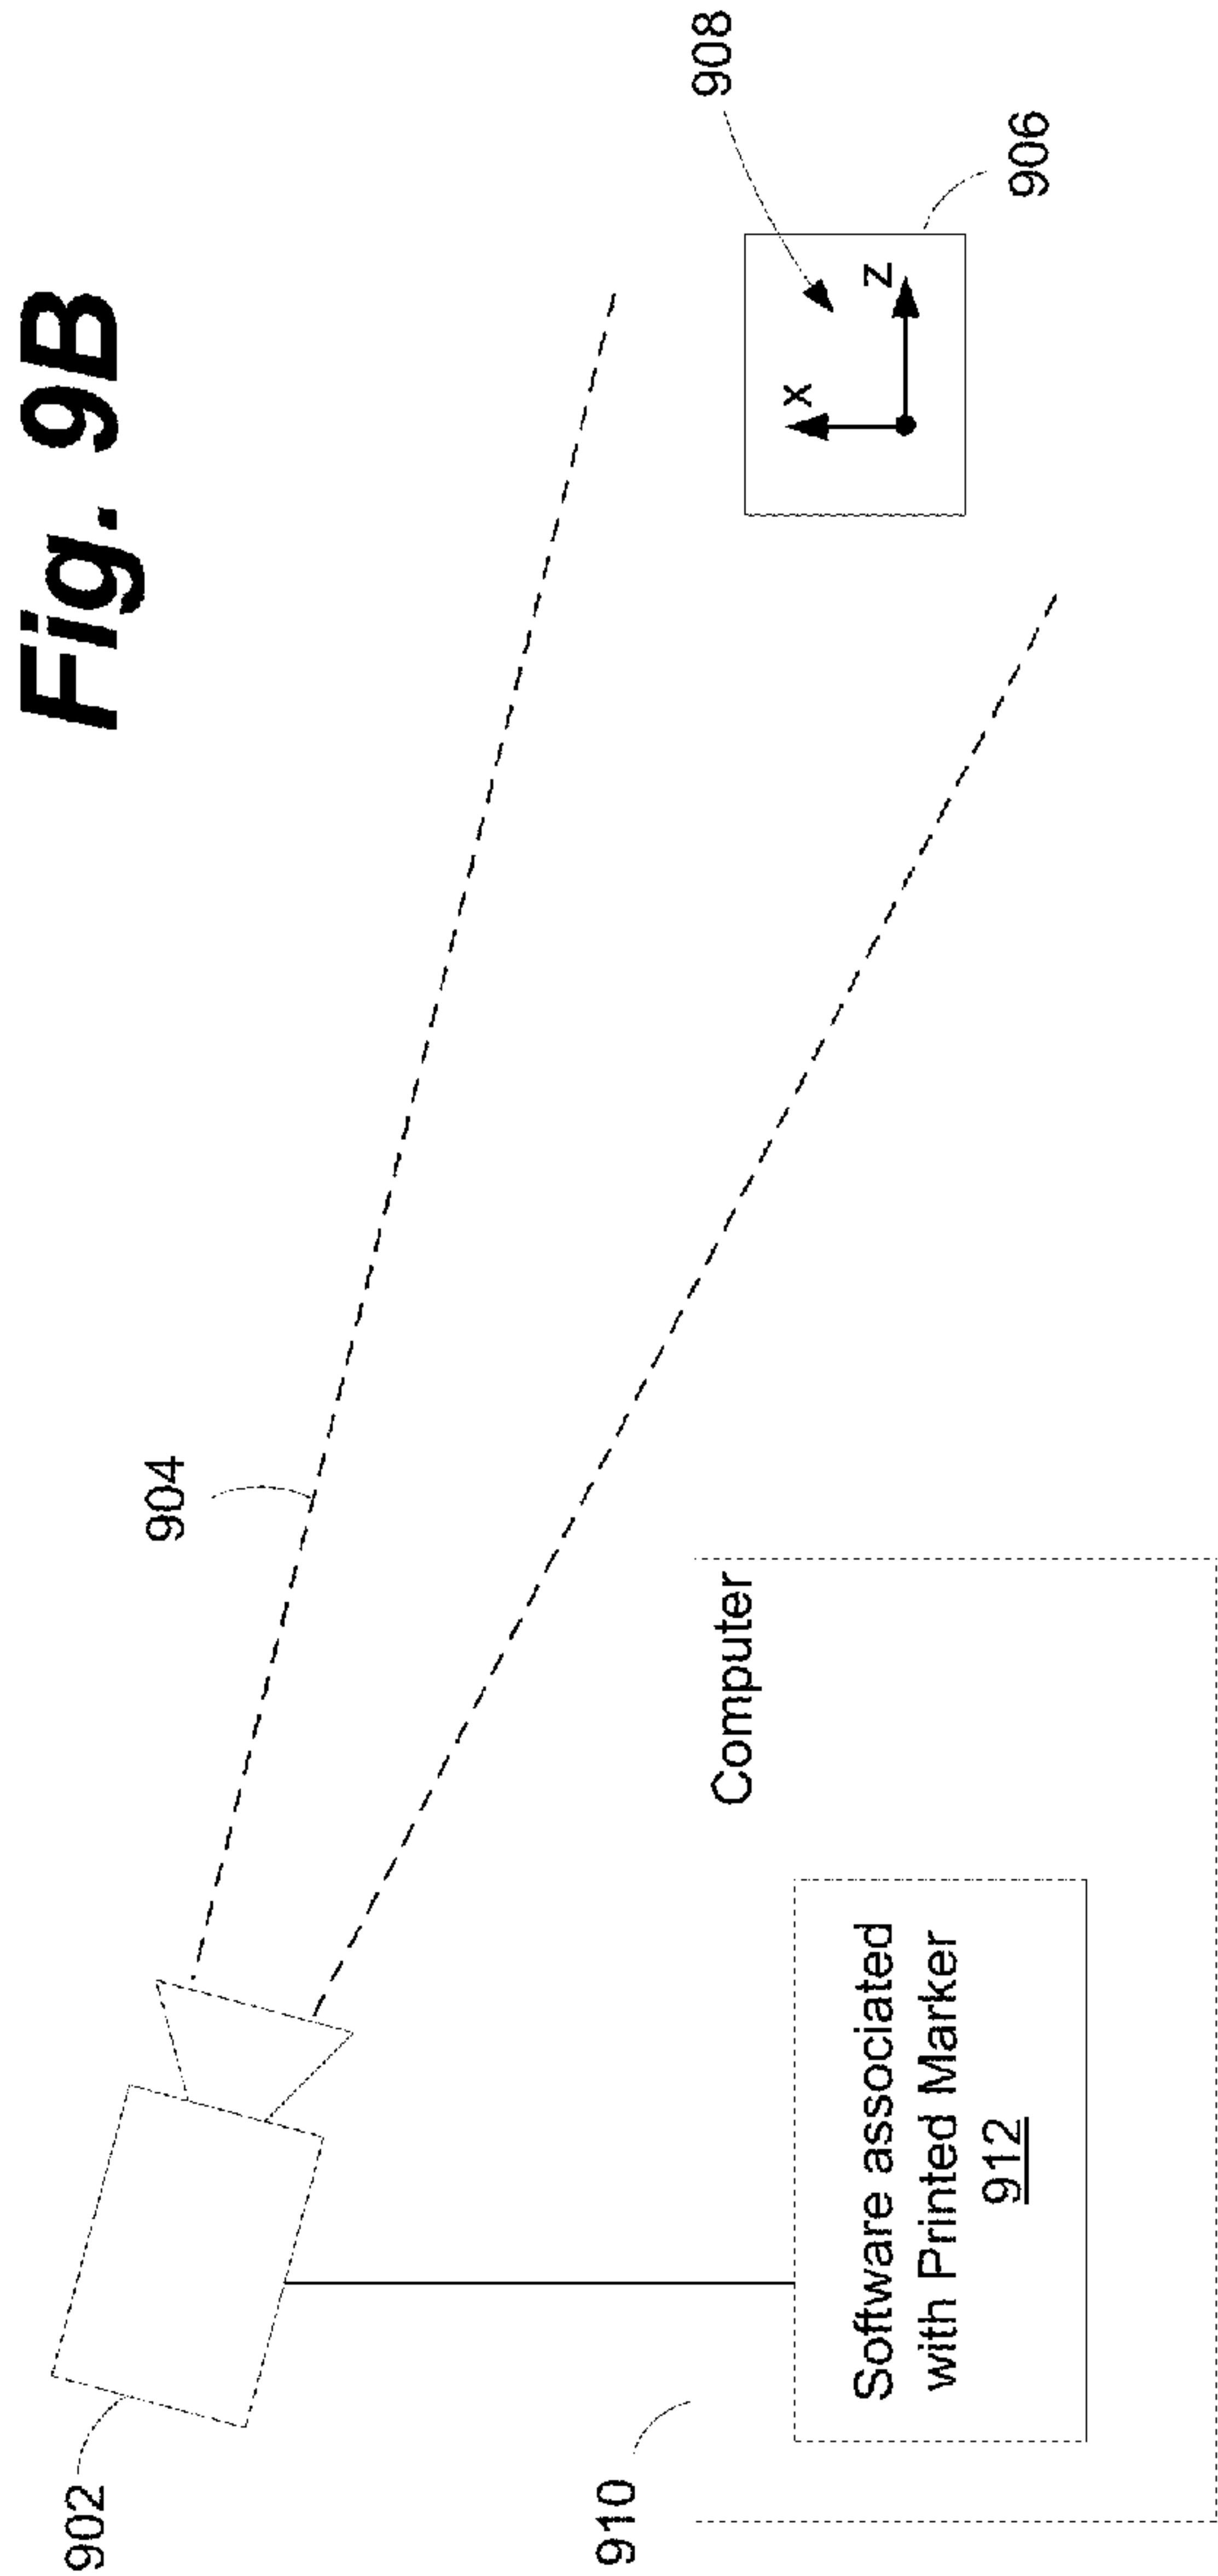 Fig. 9B
902
904
908
x
z
906
910
Computer
Software associated
with Printed Marker
912